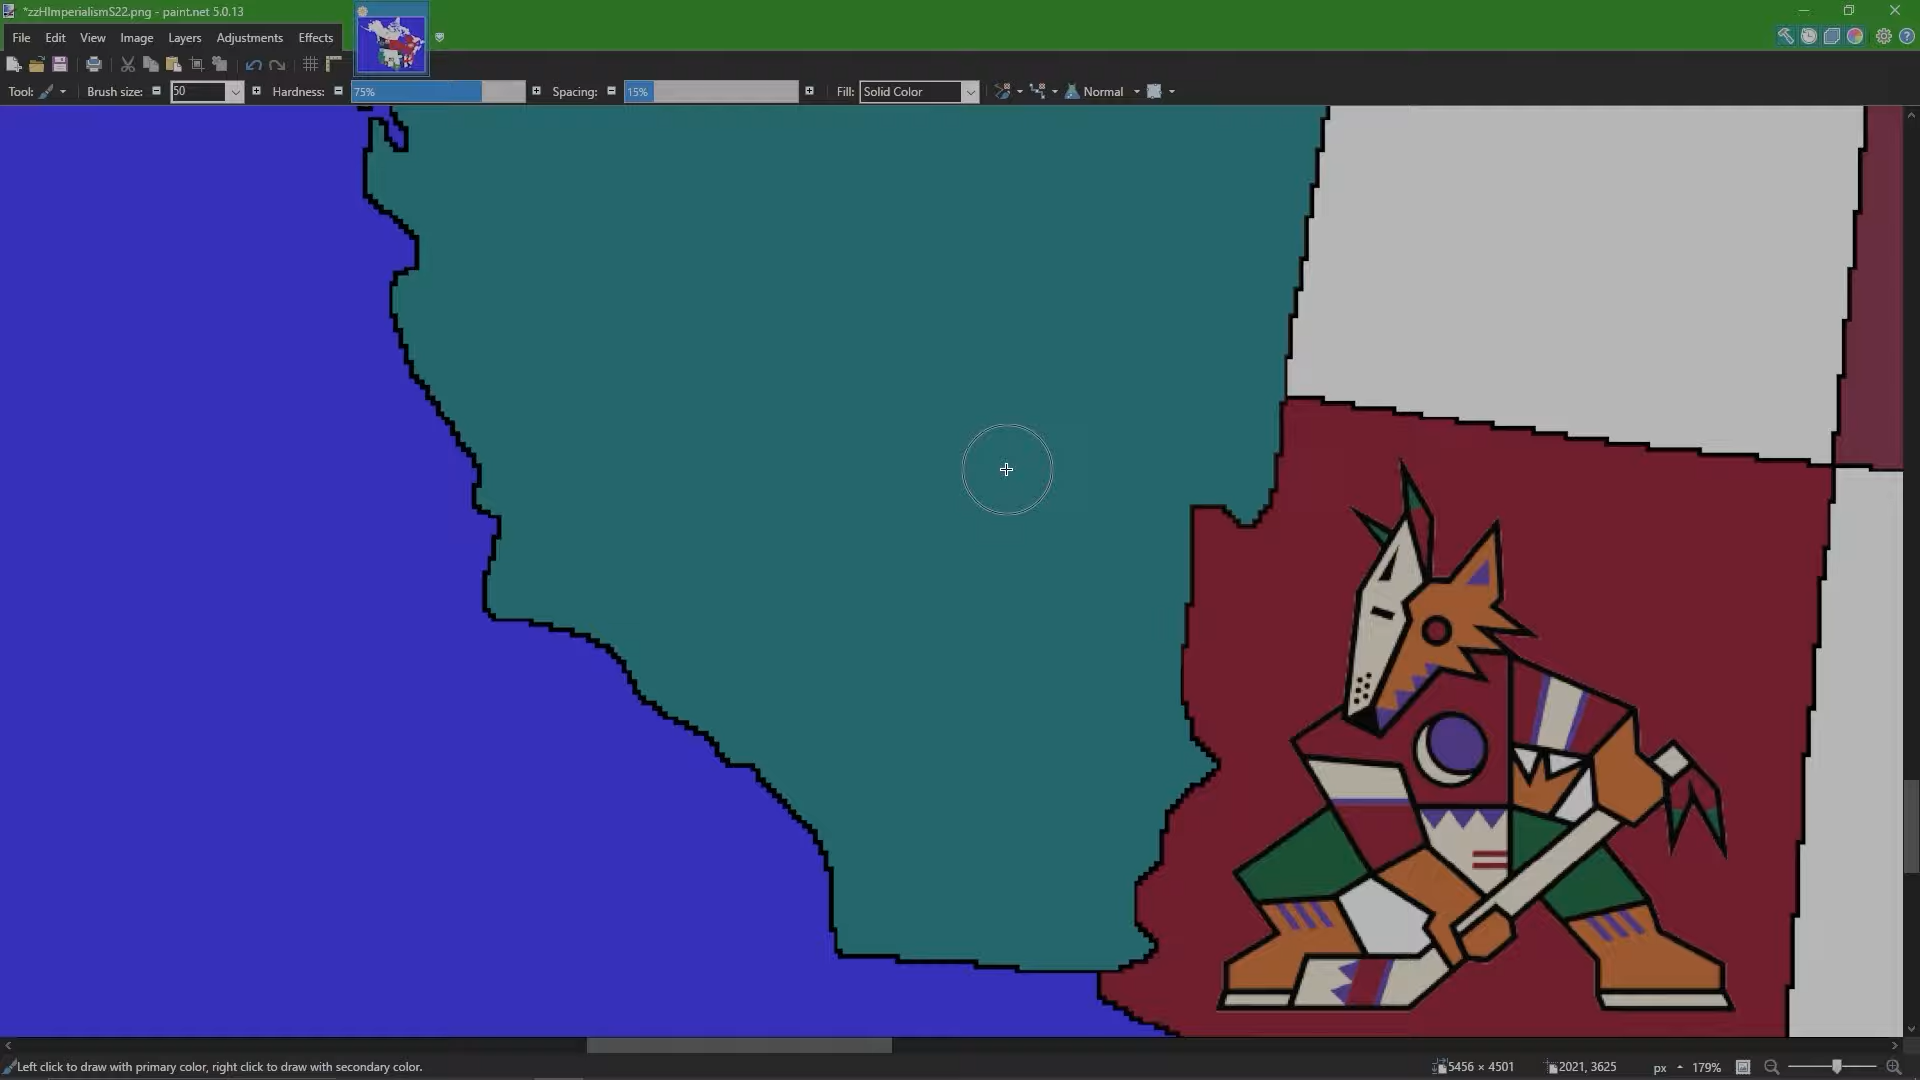 *zzHImperialismS22.png - paint.net 5.0.13
File Edit View Image Layers Adjustments Effects
Tool: Brush size: 50 Hardness: 75% Spacing: 15% Fill: Solid Color Normal
Left click to draw with primary color, right click to draw with secondary color. 5456 × 4501 2021, 3625 px 179%